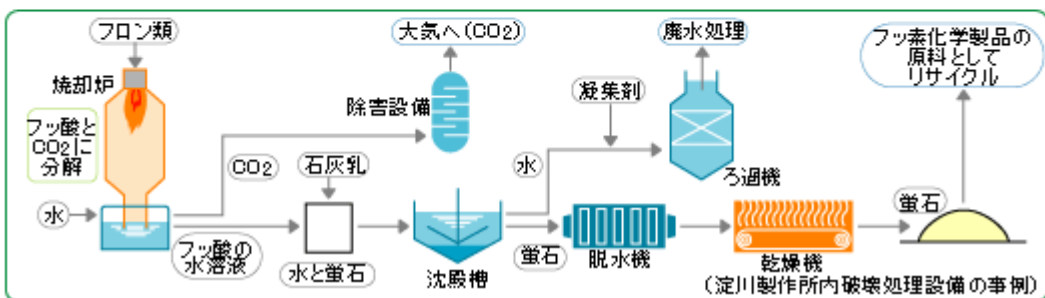 フロン類
大気へ(CO2)
廃水処理
フッ素化学製品の
原料として
リサイクル
焼却炉
凝集剤
除害設備
フッ酸と
CO2に
分解
CO2
石灰乳
水
ろ過機
水
蛍石
フッ酸の
水溶液
水と蛍石
沈殿槽
蛍石
脱水機
乾燥機
(淀川製作所内破壊処理設備の事例)